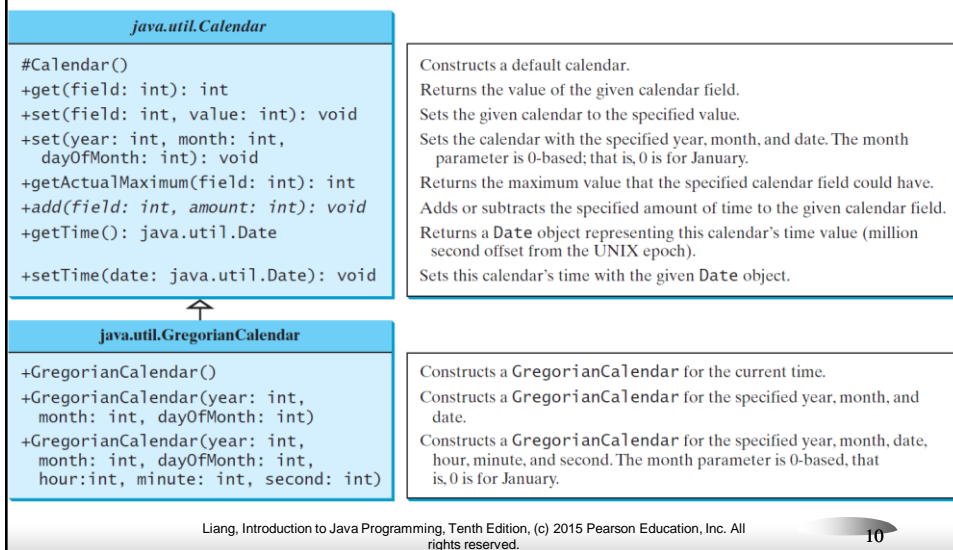 java.util.Calendar
#Calendar()
+get(field: int): int
+set(field: int, value: int): void
+set(year: int, month: int,
dayOfMonth: int): void
+getActualMaximum(field: int): int
+add(field: int, amount: int): void
+getTime(): java.util.Date
+setTime(date: java.util.Date): void
Constructs a default calendar.
Returns the value of the given calendar field.
Sets the given calendar to the specified value.
Sets the calendar with the specified year, month, and date. The month
parameter is 0-based; that is, 0 is for January.
Returns the maximum value that the specified calendar field could have.
Adds or subtracts the specified amount of time to the given calendar field.
Returns a Date object representing this calendar's time value (million
second offset from the UNIX epoch).
Sets this calendar's time with the given Date object.
java.util.GregorianCalendar
+GregorianCalendar()
+GregorianCalendar(year: int,
month: int, dayOfMonth: int)
+GregorianCalendar(year: int,
month: int, dayOfMonth: int,
hour:int, minute: int, second: int)
Constructs a GregorianCalendar for the current time.
Constructs a GregorianCalendar for the specified year, month, and
date.
Constructs a GregorianCalendar for the specified year, month, date,
hour, minute, and second. The month parameter is 0-based, that
is, 0 is for January.
Liang, Introduction to Java Programming, Tenth Edition, (c) 2015 Pearson Education, Inc. All
rights reserved.
10